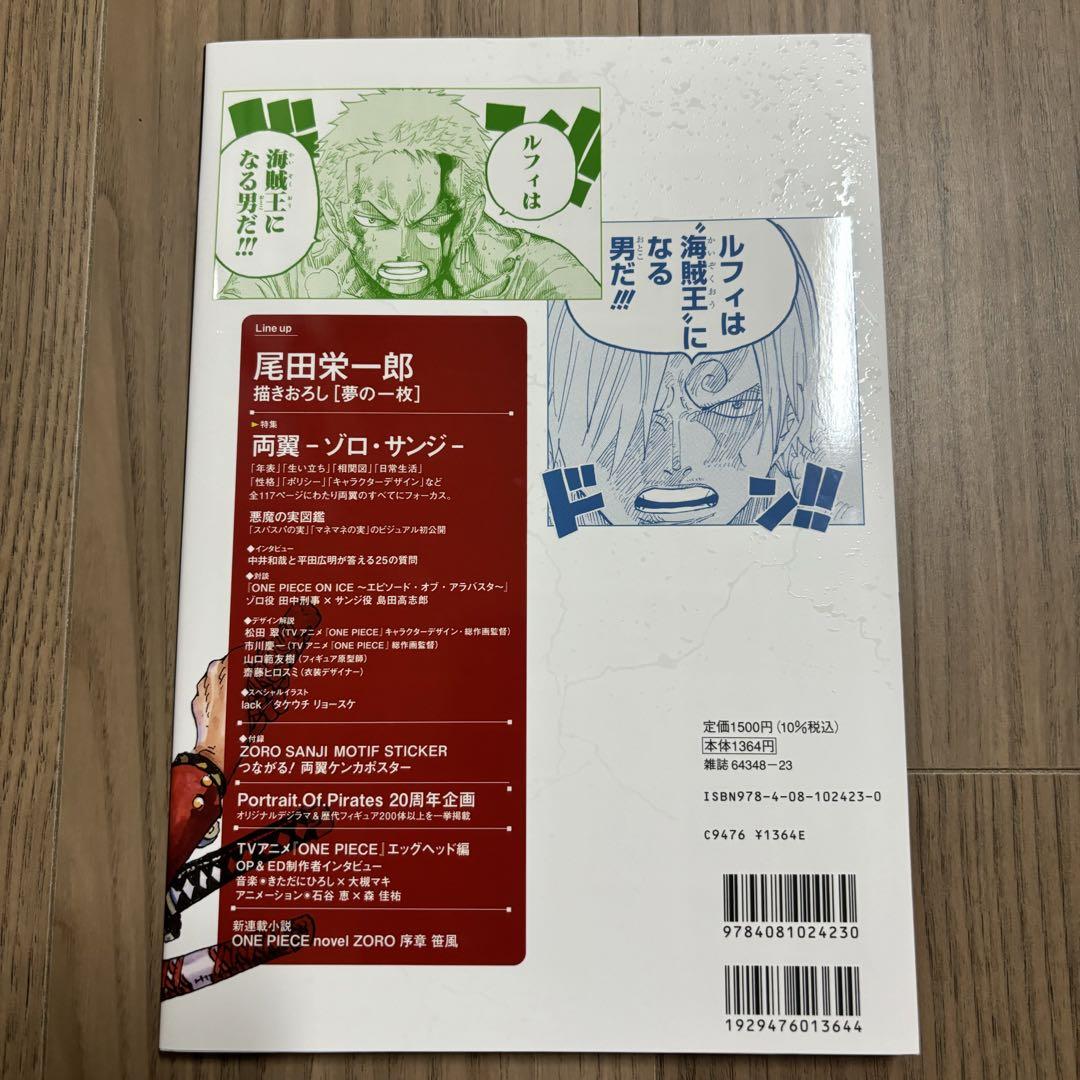 ルフィは
海賊王に
なる男だ!!!
かいぞくおう
おとこ
ドン!!
ルフィは
“海賊王”に
なる
男だ!!!
かいぞくおう
おとこ
ドン!!
Line up
尾田栄一郎
描きおろし［夢の一枚］
▶特集
両翼－ゾロ・サンジ－
「年表」「生い立ち」「相関図」「日常生活」
「性格」「ポリシー」「キャラクターデザイン」など
全117ページにわたり両翼のすべてにフォーカス。
悪魔の実図鑑
「スパスパの実」「マネマネの実」のビジュアル初公開
◆インタビュー
中井和哉と平田広明が答える25の質問
◆対談
『ONE PIECE ON ICE 〜エピソード・オブ・アラバスタ〜』
ゾロ役 田中刑事×サンジ役 島田高志郎
◆デザイン解説
松田 翠（TVアニメ『ONE PIECE』キャラクターデザイン・総作画監督）
市川慶一（TVアニメ『ONE PIECE』総作画監督）
山口範友樹（フィギュア原型師）
齋藤ヒロスミ（衣装デザイナー）
◆スペシャルイラスト
lack／タケウチ リョースケ
◆付録
ZORO SANJI MOTIF STICKER
つながる! 両翼ケンカポスター
Portrait.Of.Pirates 20周年企画
オリジナルデジラマ&歴代フィギュア200体以上を一挙掲載
TVアニメ『ONE PIECE』エッグヘッド編
OP&ED制作者インタビュー
音楽◉きただにひろし×大槻マキ
アニメーション◉石谷 恵×森 佳祐
新連載小説
ONE PIECE novel ZORO 序章 笹風
定価1500円（10%税込）
本体1364円
雑誌 64348－23
ISBN978-4-08-102423-0
C9476 ¥1364E
9784081024230
1929476013644